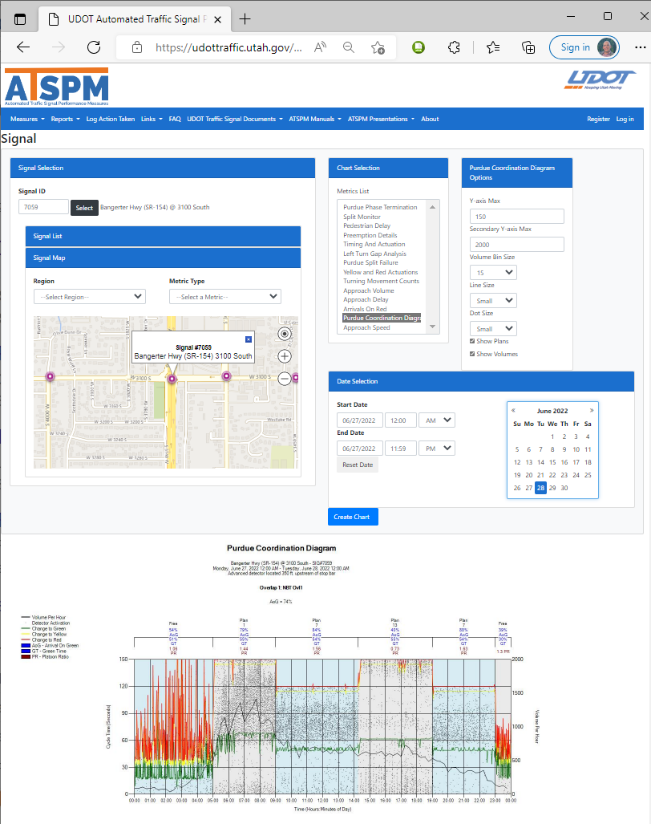 UDOT Automated Traffic Signal P
https://udottraffic.utah.gov/...
Sign in
ATSPM
Automated Traffic Signal Performance Measures
UDOT
Keeping Utah Moving
Measures Reports Log Action Taken Links FAQ UDOT Traffic Signal Documents ATSPM Manuals ATSPM Presentations About Register Log in
Signal
Signal Selection
Signal ID
7059 Select Bangerter Hwy (SR-154) @ 3100 South
Signal List
Signal Map
Region Metric Type
--Select Region-- --Select a Metric--
Signal #7059
Bangerter Hwy (SR-154) 3100 South
Chart Selection
Metrics List
Purdue Phase Termination
Split Monitor
Pedestrian Delay
Preemption Details
Timing And Actuation
Left Turn Gap Analysis
Purdue Split Failure
Yellow and Red Actuations
Turning Movement Counts
Approach Volume
Approach Delay
Arrivals On Red
Purdue Coordination Diagr
Approach Speed
Purdue Coordination Diagram
Options
Y-axis Max
150
Secondary Y-axis Max
2000
Volume Bin Size
15
Line Size
Small
Dot Size
Small
Show Plans
Show Volumes
Date Selection
Start Date
06/27/2022 12:00 AM
End Date
06/27/2022 11:59 PM
Reset Date
June 2022
Su Mo Tu We Th Fr Sa
1 2 3 4
5 6 7 8 9 10 11
12 13 14 15 16 17 18
19 20 21 22 23 24 25
26 27 28 29 30
Create Chart
Purdue Coordination Diagram
Bangerter Hwy (SR-154) @ 3100 South - SIG#7059
Monday, June 27, 2022 12:00 AM - Tuesday, June 28, 2022 12:00 AM
Advanced detector located 350 ft. upstream of stop bar
AoG = 74%
Volume Per Hour
Detector Activation
Change to Green
Change to Yellow
Change to Red
AoG - Arrival On Green
GT - Green Time
PR - Platoon Ratio
Free Plan Plan Plan Plan Free
Cycle Time (Seconds)
150
120
90
60
30
0
2000
1500
1000
500
0
Volume Per Hour
00:00 01:00 02:00 03:00 04:00 05:00 06:00 07:00 08:00 09:00 10:00 11:00 12:00 13:00 14:00 15:00 16:00 17:00 18:00 19:00 20:00 21:00 22:00 23:00 00:00
Time (Hours:Minutes of Day)